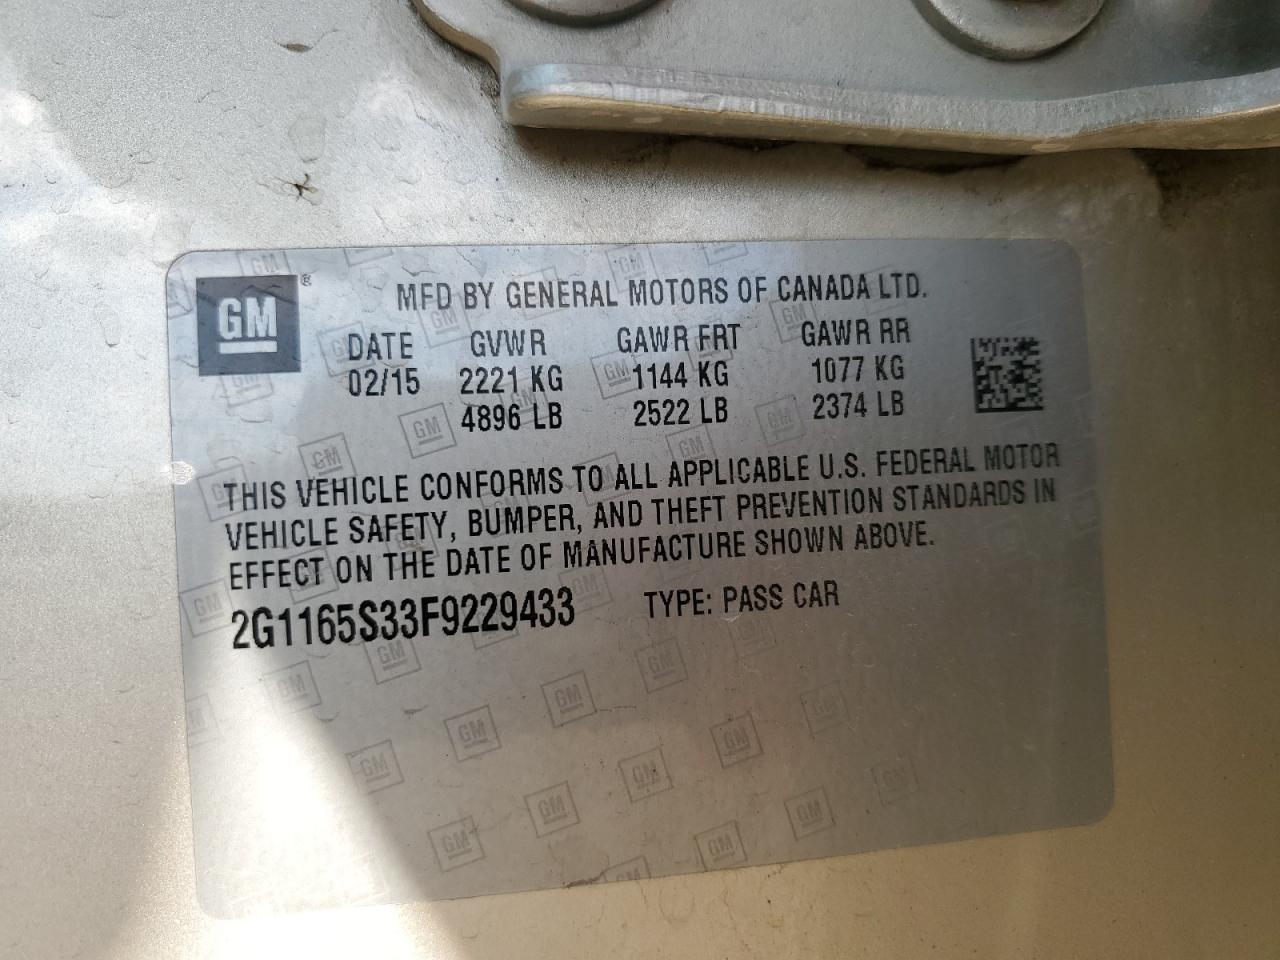 GM ®
MFD BY GENERAL MOTORS OF CANADA LTD.
DATE GVWR GAWR FRT GAWR RR
02/15 2221 KG 1144 KG 1077 KG
4896 LB 2522 LB 2374 LB
THIS VEHICLE CONFORMS TO ALL APPLICABLE U.S. FEDERAL MOTOR
VEHICLE SAFETY, BUMPER, AND THEFT PREVENTION STANDARDS IN
EFFECT ON THE DATE OF MANUFACTURE SHOWN ABOVE.
2G1165S33F9229433 TYPE: PASS CAR